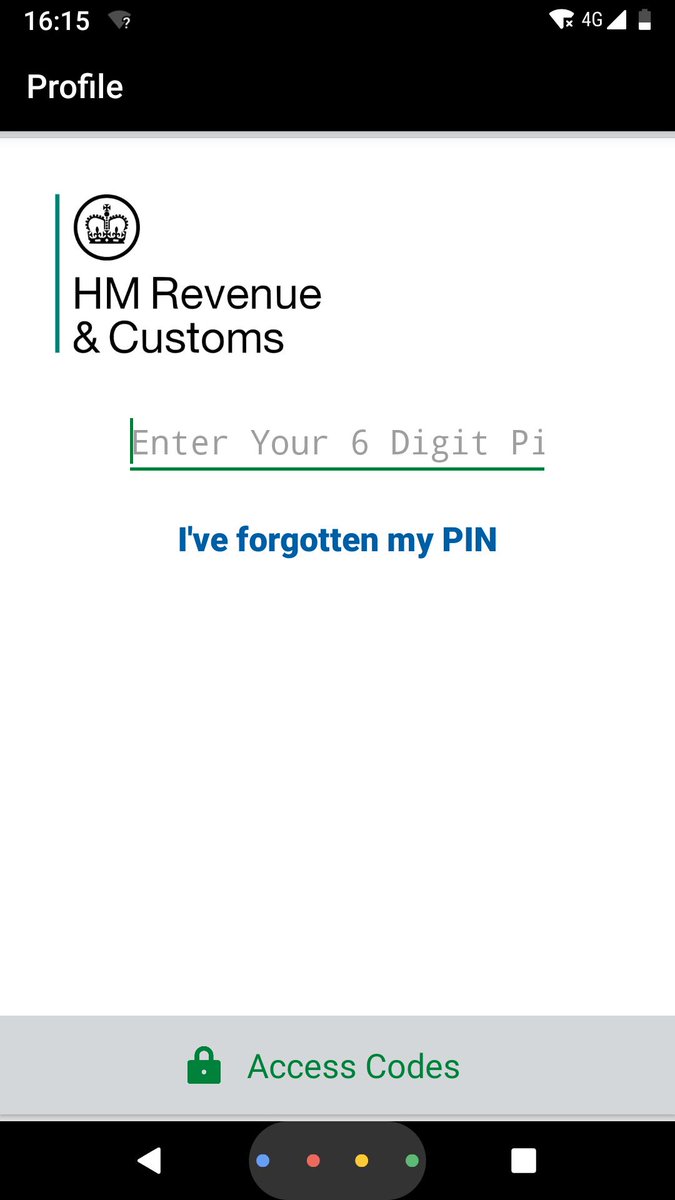 16:15
4G
Profile
HM Revenue
& Customs
Enter Your 6 Digit Pi
I've forgotten my PIN
Access Codes